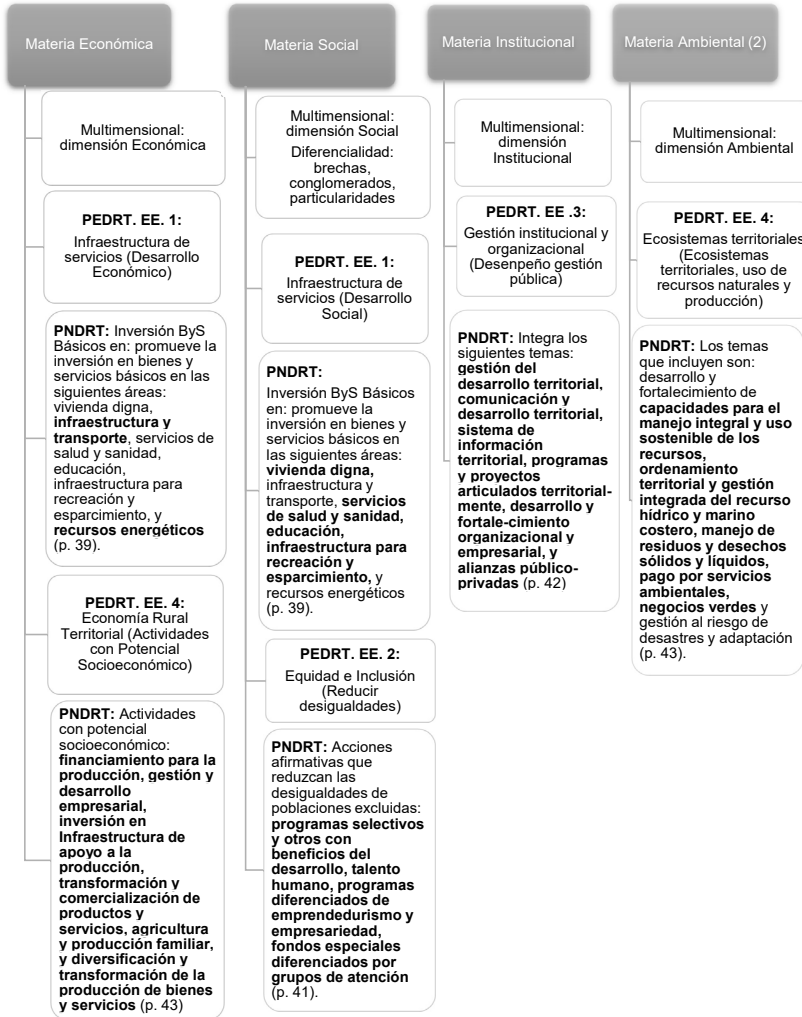 Materia Económica
Multimensional:
dimensión Económica
PEDRT. EE. 1:
Infraestructura de
servicios (Desarrollo
Económico)
PNDRT: Inversión ByS
Básicos en: promueve la
inversión en bienes y
servicios básicos en las
siguientes áreas:
vivienda digna,
infraestructura y
transporte, servicios de
salud y sanidad,
educación,
infraestructura para
recreación y
esparcimiento, y
recursos energéticos
(p. 39).
PEDRT. EE. 4:
Economía Rural
Territorial (Actividades
con Potencial
Socioeconómico)
PNDRT: Actividades
con potencial
socioeconómico:
financiamiento para la
producción, gestión y
desarrollo
empresarial,
inversión en
Infraestructura de
apoyo a la
producción,
transformación y
comercialización de
productos y
servicios, agricultura
y producción familiar,
y diversificación y
transformación de la
producción de bienes
y servicios (p. 43)
Materia Social
Multimensional:
dimensión Social
Diferencialidad:
brechas,
conglomerados,
particularidades
PEDRT. EE. 1:
Infraestructura de
servicios (Desarrollo
Social)
PNDRT:
Inversión ByS Básicos
en: promueve la
inversión en bienes y
servicios básicos en
las siguientes áreas:
vivienda digna,
infraestructura y
transporte, servicios
de salud y sanidad,
educación,
infraestructura para
recreación y
esparcimiento, y
recursos energéticos
(p. 39).
PEDRT. EE. 2:
Equidad e Inclusión
(Reducir
desigualdades)
PNDRT: Acciones
afirmativas que
reduzcan las
desigualdades de
poblaciones excluidas:
programas selectivos
y otros con
beneficios del
desarrollo, talento
humano, programas
diferenciados de
emprendedurismo y
empresariedad,
fondos especiales
diferenciados por
grupos de atención
(p. 41).
Materia Institucional
Multimensional:
dimensión
Institucional
PEDRT. EE .3:
Gestión institucional y
organizacional
(Desenpeño gestión
pública)
PNDRT: Integra los
siguientes temas:
gestión del
desarrollo territorial,
comunicación y
desarrollo territorial,
sistema de
información
territorial, programas
y proyectos
articulados territorial-
mente, desarrollo y
fortale-cimiento
organizacional y
empresarial, y
alianzas público-
privadas (p. 42)
Materia Ambiental (2)
Multimensional:
dimensión Ambiental
PEDRT. EE. 4:
Ecosistemas territoriales
(Ecosistemas
territoriales, uso de
recursos naturales y
producción)
PNDRT: Los temas
que incluyen son:
desarrollo y
fortalecimiento de
capacidades para el
manejo integral y uso
sostenible de los
recursos,
ordenamiento
territorial y gestión
integrada del recurso
hídrico y marino
costero, manejo de
residuos y desechos
sólidos y líquidos,
pago por servicios
ambientales,
negocios verdes y
gestión al riesgo de
desastres y adaptación
(p. 43).